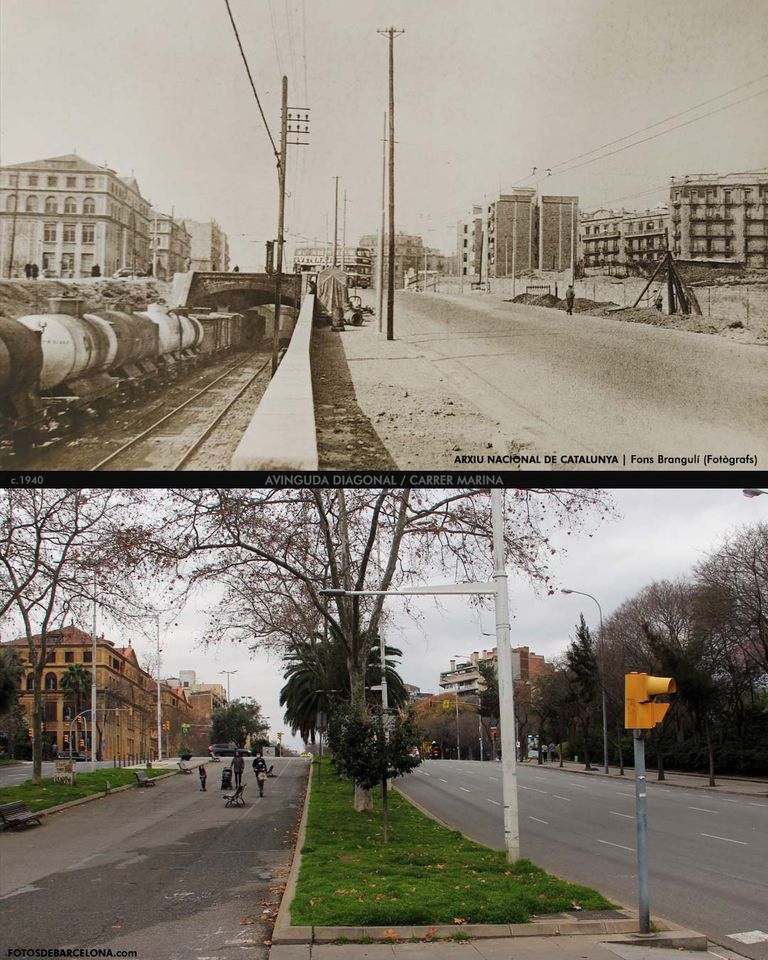 ARXIU NACIONAL DE CATALUNYA | Fons Brangulí (Fotògrafs)
c.1940
AVINGUDA DIAGONAL / CARRER MARINA
FOTOSDEBARCELONA.com